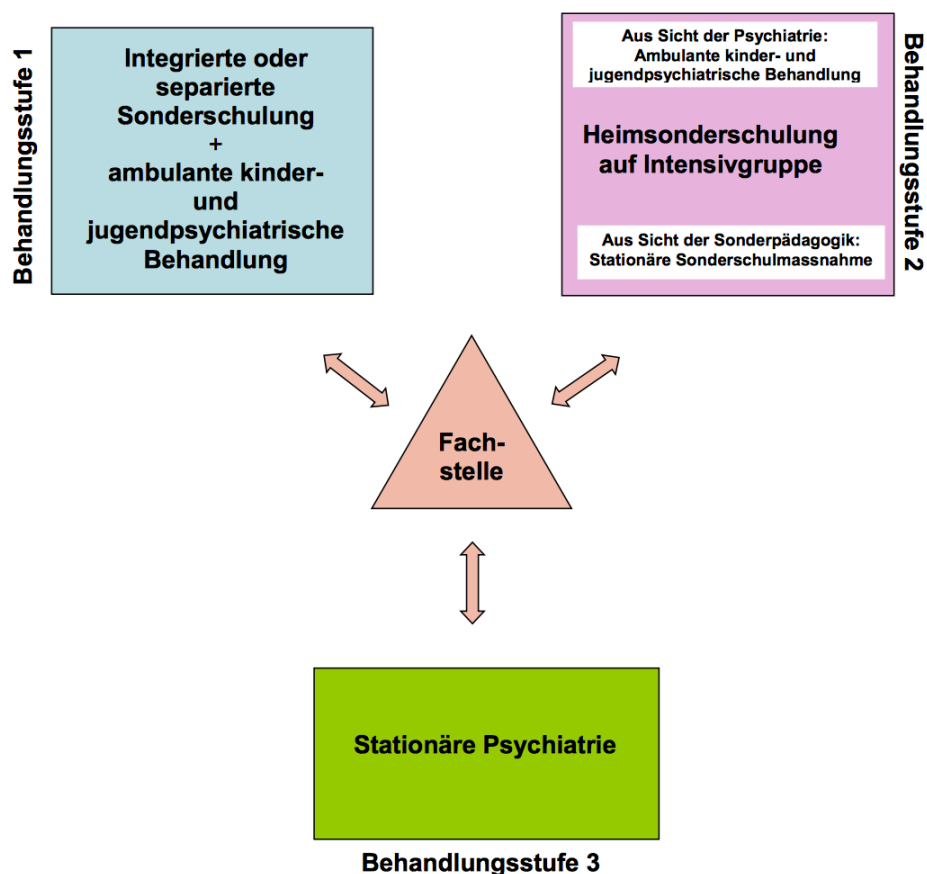 Behandlungsstufe 1
Integrierte oder
separierte
Sonderschulung
+
ambulante kinder-
und
jugendpsychiatrische
Behandlung
Aus Sicht der Psychiatrie:
Ambulante kinder- und
jugendpsychiatrische Behandlung
Heimsonderschulung
auf Intensivgruppe
Aus Sicht der Sonderpädagogik:
Stationäre Sonderschulmassnahme
Behandlungsstufe 2
Fach-
stelle
Stationäre Psychiatrie
Behandlungsstufe 3